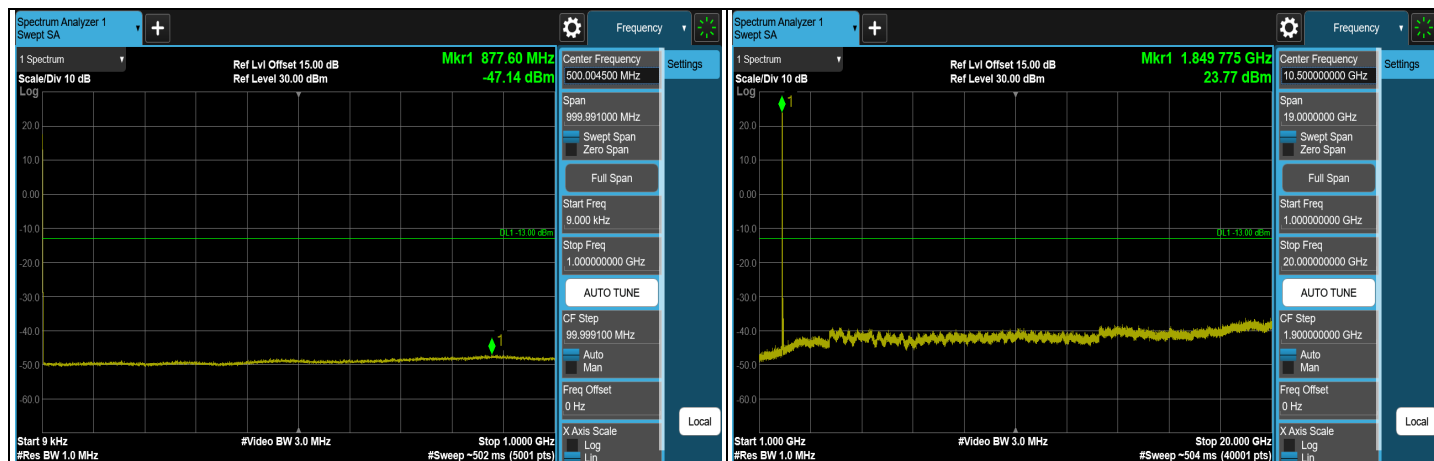 Spectrum Analyzer 1
Swept SA
+
Frequency
1 Spectrum
Scale/Div 10 dB
Ref Lvl Offset 15.00 dB
Ref Level 30.00 dBm
Mkr1 877.60 MHz
-47.14 dBm
Log
20.0
10.0
0.00
-10.0
-20.0
-30.0
-40.0
-50.0
-60.0
DL1 -13.00 dBm
1
Start 9 kHz
#Res BW 1.0 MHz
#Video BW 3.0 MHz
Stop 1.0000 GHz
#Sweep ~502 ms (5001 pts)
Center Frequency
500.004500 MHz
Settings
Span
999.991000 MHz
Swept Span
Zero Span
Full Span
Start Freq
9.000 kHz
Stop Freq
1.000000000 GHz
AUTO TUNE
CF Step
99.999100 MHz
Auto
Man
Freq Offset
0 Hz
X Axis Scale
Log
Lin
Local
Spectrum Analyzer 1
Swept SA
+
Frequency
1 Spectrum
Scale/Div 10 dB
Ref Lvl Offset 15.00 dB
Ref Level 30.00 dBm
Mkr1 1.849 775 GHz
23.77 dBm
Log
1
20.0
10.0
0.00
-10.0
-20.0
-30.0
-40.0
-50.0
-60.0
DL1 -13.00 dBm
Start 1.000 GHz
#Res BW 1.0 MHz
#Video BW 3.0 MHz
Stop 20.000 GHz
#Sweep ~504 ms (40001 pts)
Center Frequency
10.500000000 GHz
Settings
Span
19.0000000 GHz
Swept Span
Zero Span
Full Span
Start Freq
1.000000000 GHz
Stop Freq
20.000000000 GHz
AUTO TUNE
CF Step
1.900000000 GHz
Auto
Man
Freq Offset
0 Hz
X Axis Scale
Log
Lin
Local